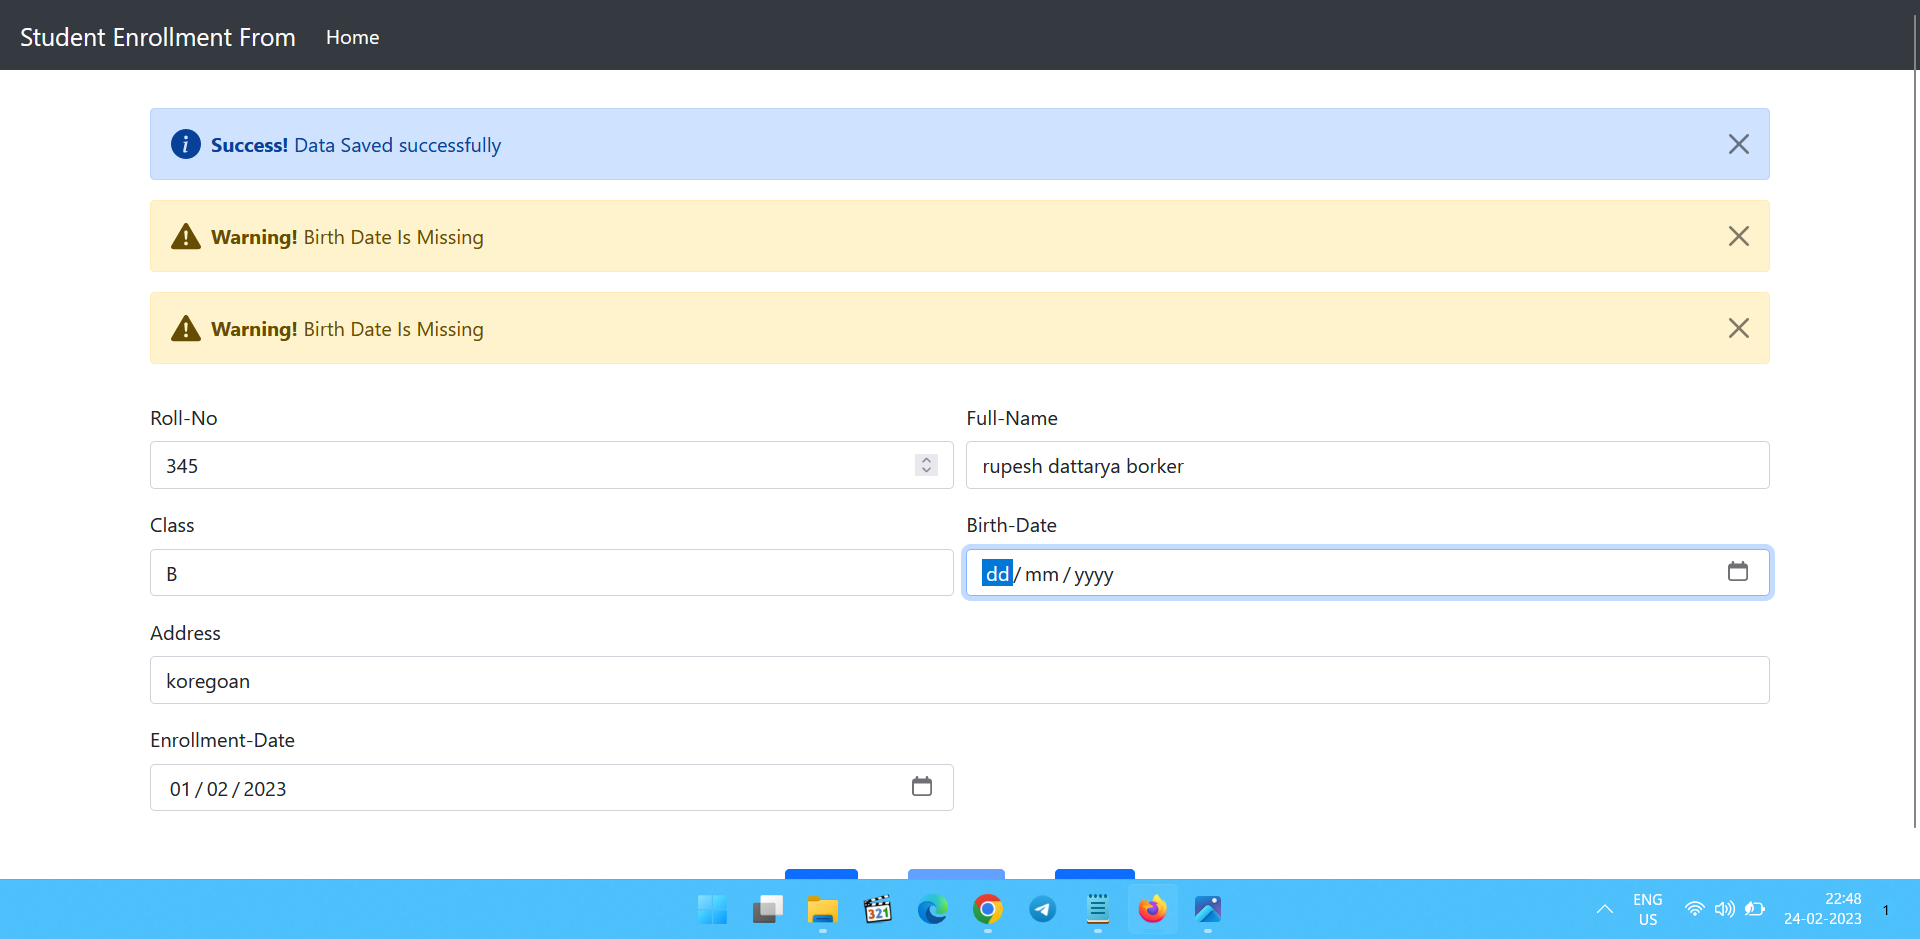 Student Enrollment From Home
Success! Data Saved successfully
Warning! Birth Date Is Missing
Warning! Birth Date Is Missing
Roll-No Full-Name
345 rupesh dattarya borker
Class Birth-Date
B dd/mm/yyyy
Address
koregoan
Enrollment-Date
01/02/2023
321
ENG
US
22:48
24-02-2023
1